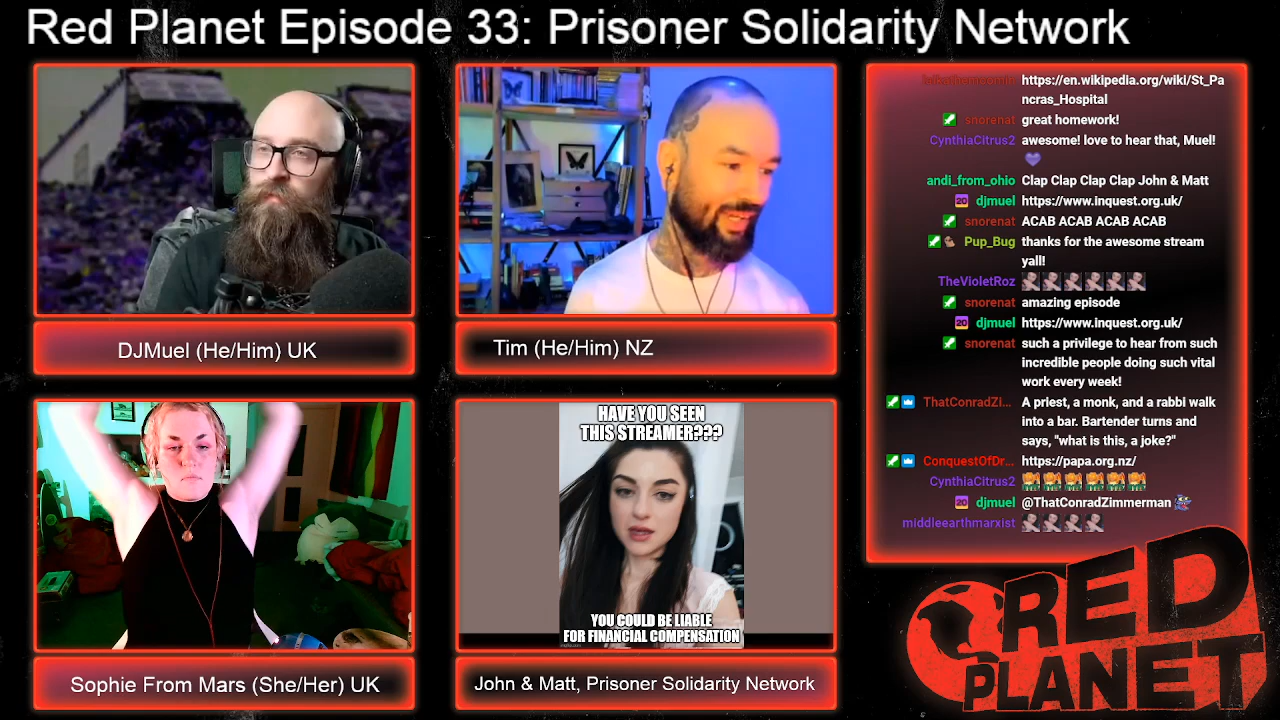 Red Planet Episode 33: Prisoner Solidarity Network
DJMuel (He/Him) UK
Tim (He/Him) NZ
HAVE YOU SEEN
THIS STREAMER???
YOU COULD BE LIABLE
FOR FINANCIAL COMPENSATION
Sophie From Mars (She/Her) UK
John & Matt, Prisoner Solidarity Network
https://en.wikipedia.org/wiki/St_Pa
ncras_Hospital
snorenat great homework!
CynthiaCitrus2 awesome! love to hear that, Muel!
andi_from_ohio Clap Clap Clap Clap John & Matt
20 djmuel https://www.inquest.org.uk/
snorenat ACAB ACAB ACAB ACAB
Pup_Bug thanks for the awesome stream
yall!
TheVioletRoz
snorenat amazing episode
20 djmuel https://www.inquest.org.uk/
snorenat such a privilege to hear from such
incredible people doing such vital
work every week!
ThatConradZi... A priest, a monk, and a rabbi walk
into a bar. Bartender turns and
says, "what is this, a joke?"
ConquestOfDr... https://papa.org.nz/
CynthiaCitrus2
20 djmuel @ThatConradZimmerman
middleearthmarxist
RED
PLANET